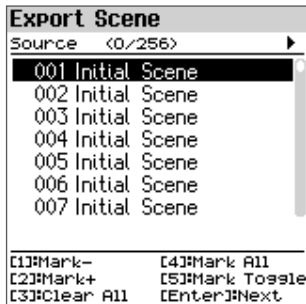 Export Scene
Source (0/256)
001 Initial Scene
002 Initial Scene
003 Initial Scene
004 Initial Scene
005 Initial Scene
006 Initial Scene
007 Initial Scene
[1]:Mark- [4]:Mark All
[2]:Mark+ [5]:Mark Toggle
[3]:Clear All [Enter]:Next